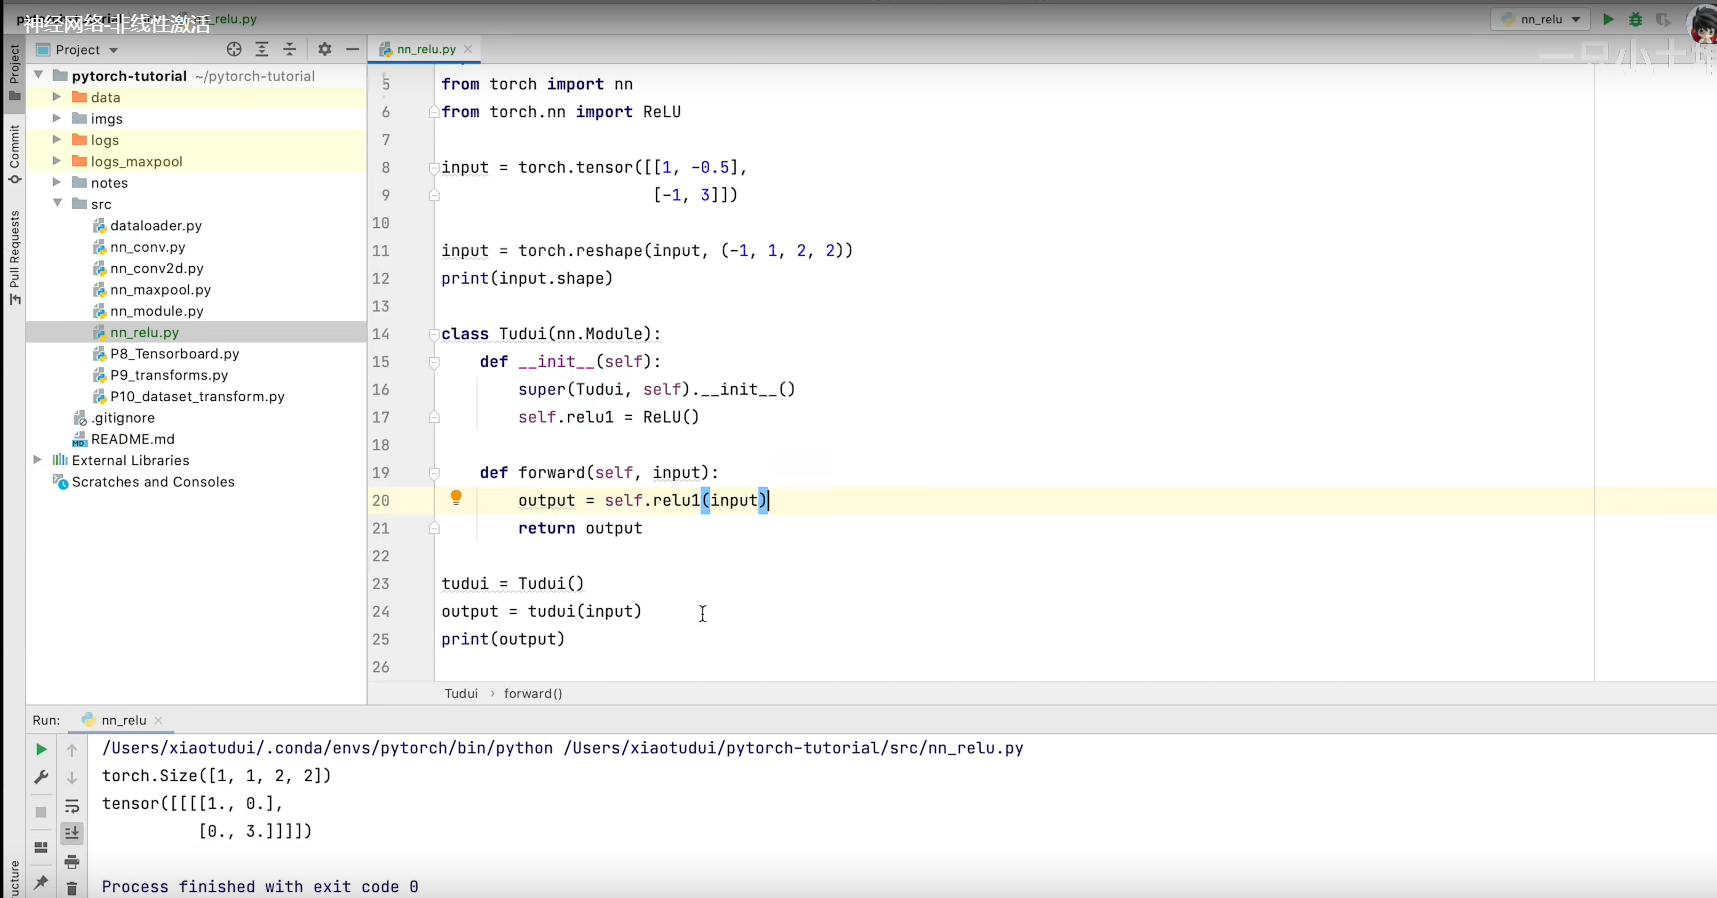 神经网络-非线性激活
nn_relu.py
nn_relu
Project
nn_relu.py
一只小土堆
Project
Commit
Pull Requests
pytorch-tutorial ~/pytorch-tutorial
data
imgs
logs
logs_maxpool
notes
src
dataloader.py
nn_conv.py
nn_conv2d.py
nn_maxpool.py
nn_module.py
nn_relu.py
P8_Tensorboard.py
P9_transforms.py
P10_dataset_transform.py
.gitignore
README.md
External Libraries
Scratches and Consoles
5 from torch import nn
6 from torch.nn import ReLU
7
8 input = torch.tensor([[1, -0.5],
9 [-1, 3]])
10
11 input = torch.reshape(input, (-1, 1, 2, 2))
12 print(input.shape)
13
14 class Tudui(nn.Module):
15 def __init__(self):
16 super(Tudui, self).__init__()
17 self.relu1 = ReLU()
18
19 def forward(self, input):
20 output = self.relu1(input)
21 return output
22
23 tudui = Tudui()
24 output = tudui(input)
25 print(output)
26
Tudui › forward()
Run: nn_relu
/Users/xiaotudui/.conda/envs/pytorch/bin/python /Users/xiaotudui/pytorch-tutorial/src/nn_relu.py
torch.Size([1, 1, 2, 2])
tensor([[[[1., 0.],
[0., 3.]]]])
Process finished with exit code 0